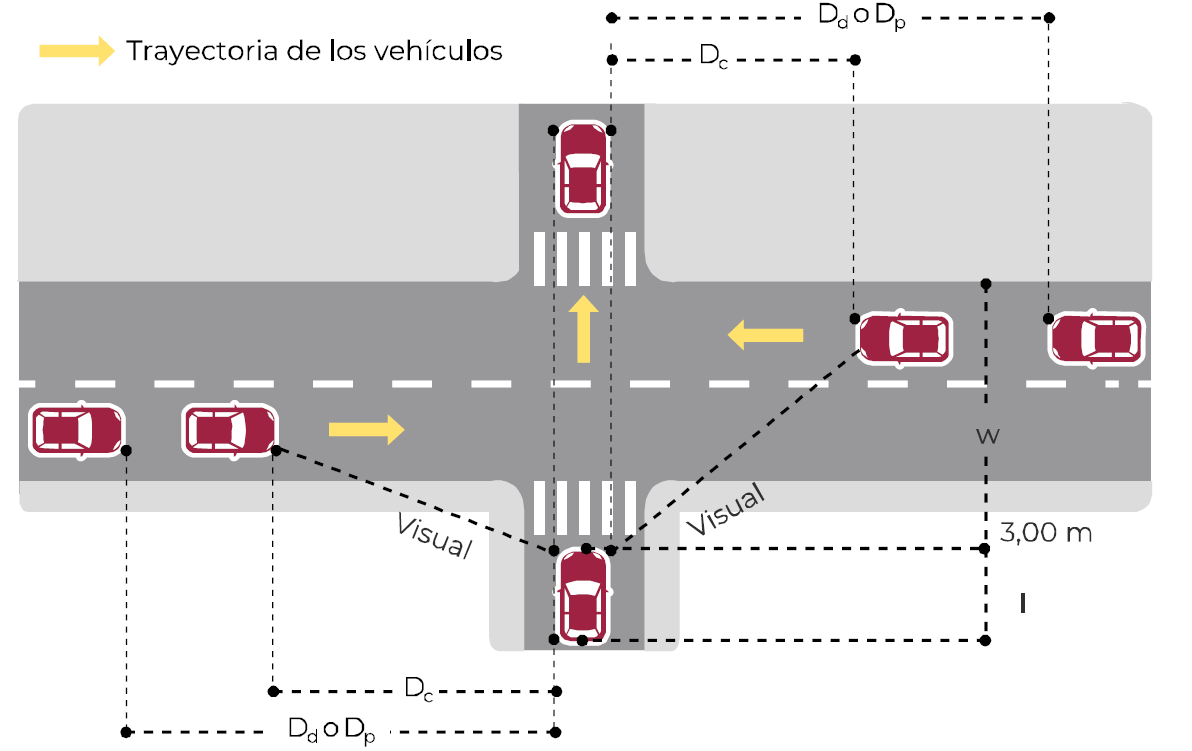 D_d o D_p
Trayectoria de los vehículos
D_c
w
Visual
Visual
3,00 m
l
D_c
D_d o D_p